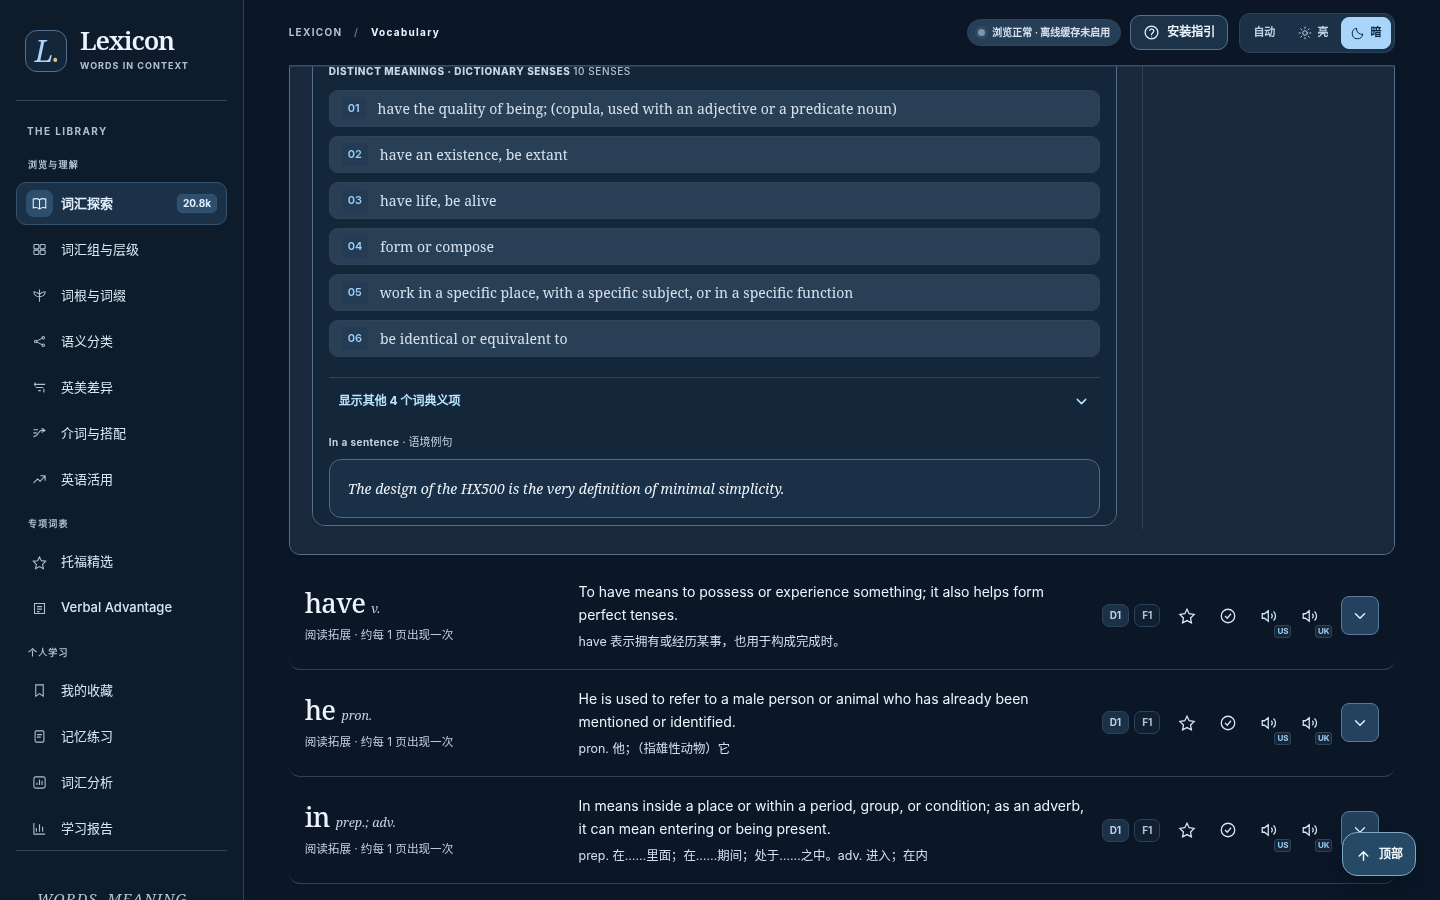 L.
Lexicon
WORDS IN CONTEXT
THE LIBRARY
浏览与理解
词汇探索
20.8k
词汇组与层级
词根与词缀
语义分类
英美差异
介词与搭配
英语活用
专项词表
托福精选
Verbal Advantage
个人学习
我的收藏
记忆练习
词汇分析
学习报告
WORDS, MEANING
LEXICON / Vocabulary
浏览正常 · 离线缓存未启用
安装指引
自动
亮
暗
DISTINCT MEANINGS · DICTIONARY SENSES 10 SENSES
01 have the quality of being; (copula, used with an adjective or a predicate noun)
02 have an existence, be extant
03 have life, be alive
04 form or compose
05 work in a specific place, with a specific subject, or in a specific function
06 be identical or equivalent to
显示其他 4 个词典义项
In a sentence · 语境例句
The design of the HX500 is the very definition of minimal simplicity.
have v.
阅读拓展 · 约每 1 页出现一次
To have means to possess or experience something; it also helps form
perfect tenses.
have 表示拥有或经历某事，也用于构成完成时。
D1 F1 US UK
he pron.
阅读拓展 · 约每 1 页出现一次
He is used to refer to a male person or animal who has already been
mentioned or identified.
pron. 他；（指雄性动物）它
D1 F1 US UK
in prep.; adv.
阅读拓展 · 约每 1 页出现一次
In means inside a place or within a period, group, or condition; as an adverb,
it can mean entering or being present.
prep. 在……里面；在……期间；处于……之中。adv. 进入；在内
D1 F1 US UK
顶部